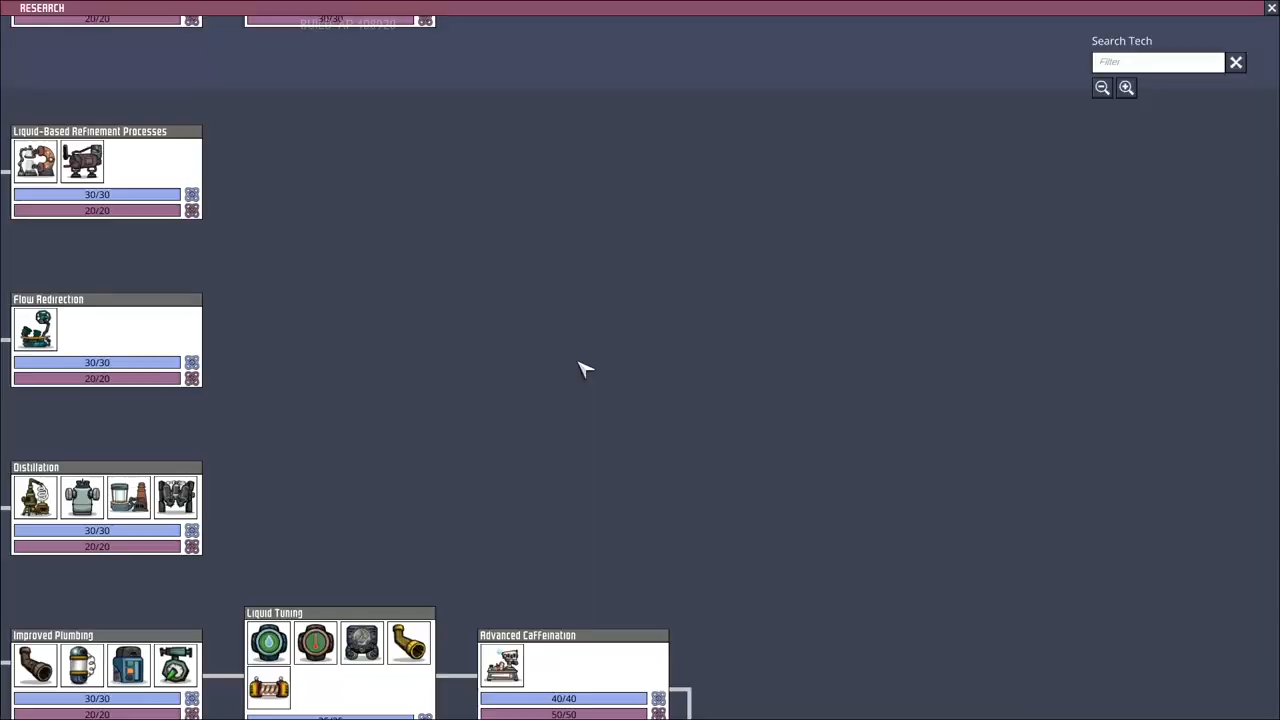 RESEARCH
20/20
30/30
Search Tech
Filter
Liquid-Based Refinement Processes
30/30
20/20
Flow Redirection
30/30
20/20
Distillation
30/30
20/20
Improved Plumbing
30/30
20/20
Liquid Tuning
Advanced Caffeination
40/40
50/50